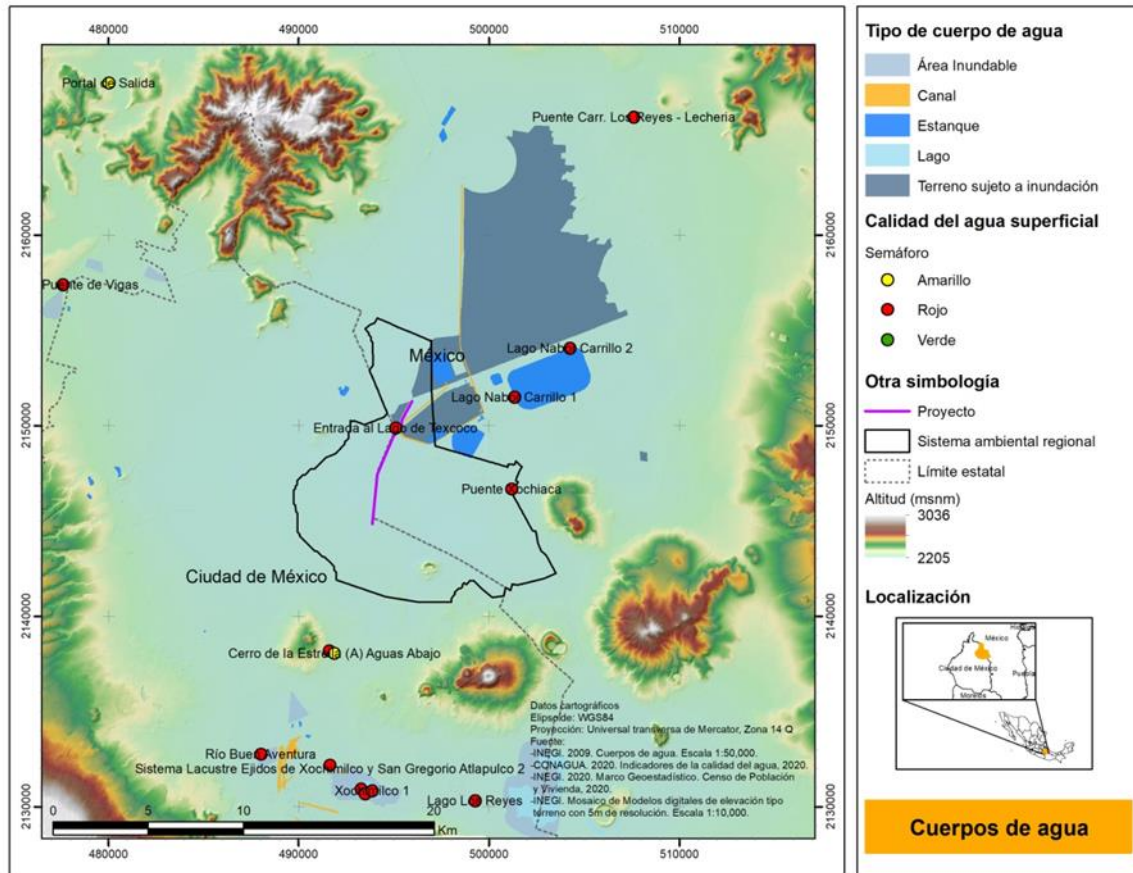 480000 490000 500000 510000
2160000
2150000
2140000
2130000
Portal de Salida
Puente Carr. Los Reyes - Lecheria
Puente de Vigas
México
Lago Nabor Carrillo 2
Lago Nabor Carrillo 1
Entrada al Lago de Texcoco
Puente Xochiaca
Ciudad de México
Cerro de la Estrella (A) Aguas Abajo
Río Buena Aventura
Sistema Lacustre Ejidos de Xochimilco y San Gregorio Atlapulco 2
Xochimilco 1
Lago Los Reyes
Datos cartográficos
Elipsoide: WGS84
Proyección: Universal transversa de Mercator, Zona 14 Q
Fuente:
-INEGI. 2009. Cuerpos de agua. Escala 1:50,000.
-CONAGUA. 2020. Indicadores de la calidad del agua, 2020.
-INEGI. 2020. Marco Geoestadístico. Censo de Población
y Vivienda, 2020.
-INEGI. Mosaico de Modelos digitales de elevación tipo
terreno con 5m de resolución. Escala 1:10,000.
0 5 10 20
Km
2160000
2150000
2140000
2130000
480000 490000 500000 510000
Tipo de cuerpo de agua
Área Inundable
Canal
Estanque
Lago
Terreno sujeto a inundación
Calidad del agua superficial
Semáforo
Amarillo
Rojo
Verde
Otra simbología
Proyecto
Sistema ambiental regional
Límite estatal
Altitud (msnm)
3036
2205
Localización
México
Ciudad de México
Puebla
Morelos
Cuerpos de agua